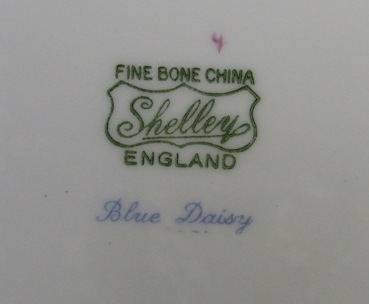 4
FINE BONE CHINA
Shelley
ENGLAND
Blue Daisy